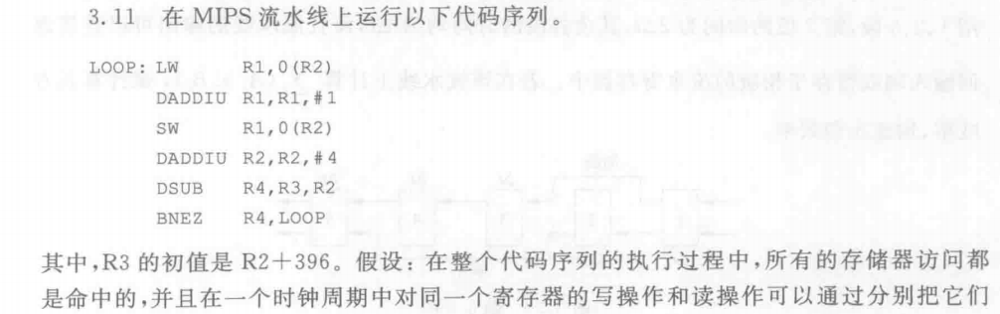 3.11 在 MIPS 流水线上运行以下代码序列。
LOOP: LW R1,0(R2)
DADDIU R1,R1,#1
SW R1,0(R2)
DADDIU R2,R2,#4
DSUB R4,R3,R2
BNEZ R4,LOOP
其中,R3 的初值是 R2+396。假设:在整个代码序列的执行过程中,所有的存储器访问都
是命中的,并且在一个时钟周期中对同一个寄存器的写操作和读操作可以通过分别把它们